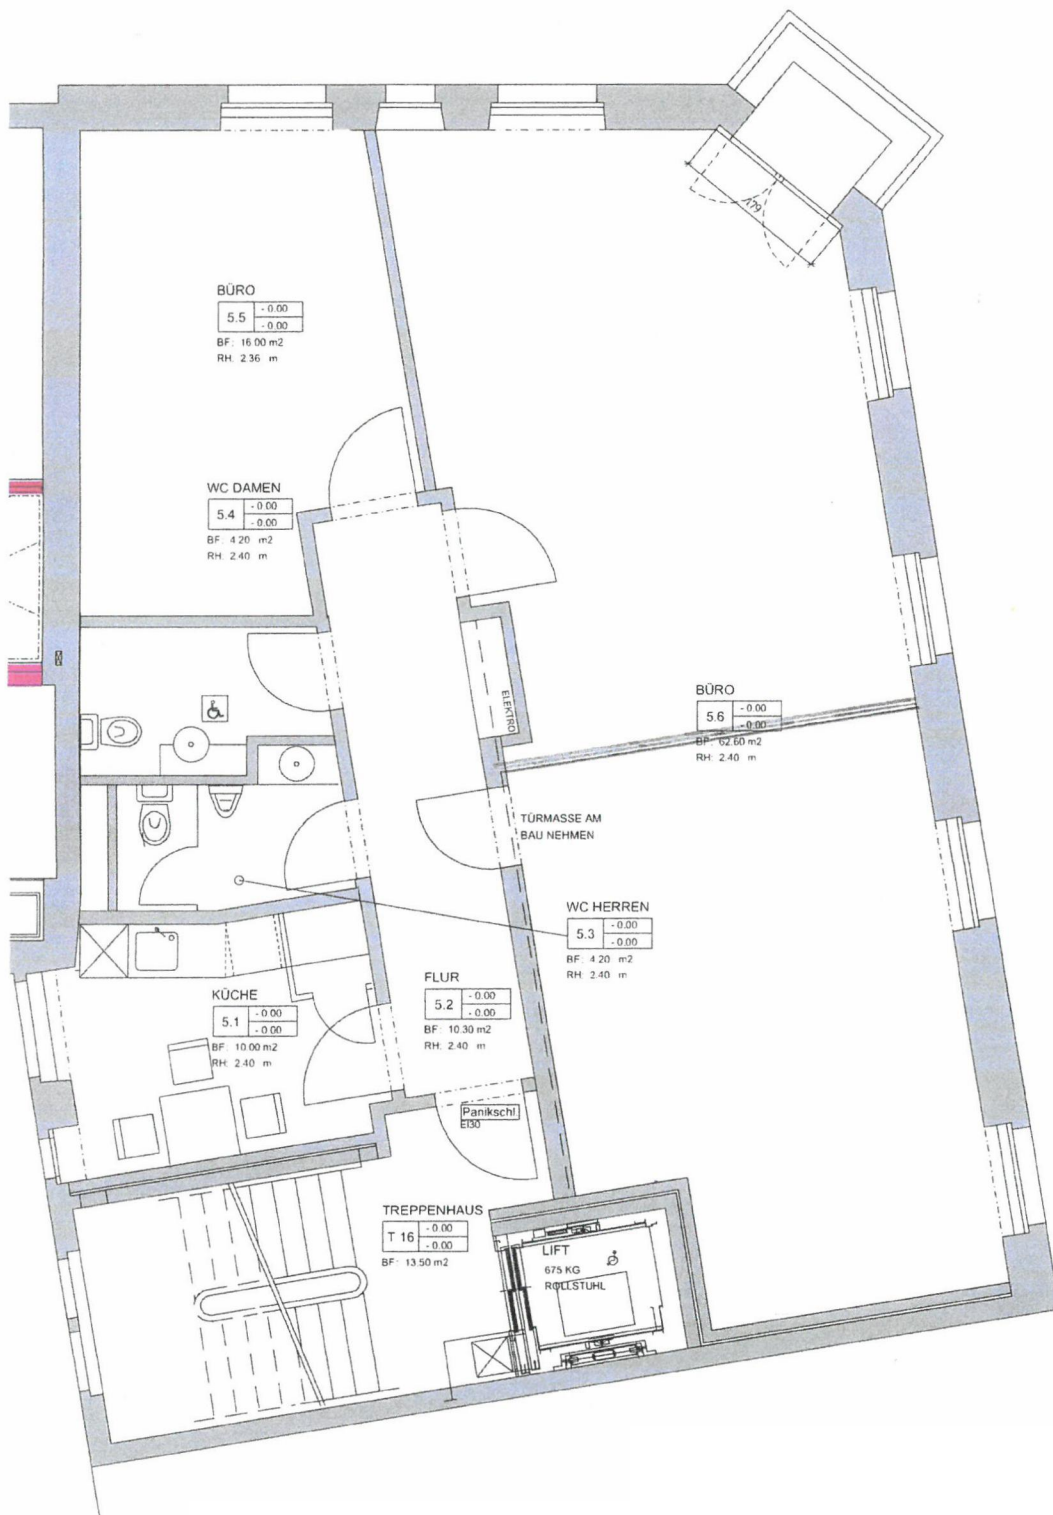 179
BÜRO
5.5
- 0.00
- 0.00
BF: 16.00 m2
RH: 2.36 m
WC DAMEN
5.4
- 0.00
- 0.00
BF: 4.20 m2
RH: 2.40 m
ELEKTRO
BÜRO
5.6
- 0.00
- 0.00
BF: 62.60 m2
RH: 2.40 m
TÜRMASSE AM
BAU NEHMEN
WC HERREN
5.3
- 0.00
- 0.00
BF: 4.20 m2
RH: 2.40 m
FLUR
5.2
- 0.00
- 0.00
BF: 10.30 m2
RH: 2.40 m
KÜCHE
5.1
- 0.00
- 0.00
BF: 10.00 m2
RH: 2.40 m
Panikschl.
EI30
TREPPENHAUS
T 16
- 0.00
- 0.00
BF: 13.50 m2
LIFT
675 KG
ROLLSTUHL